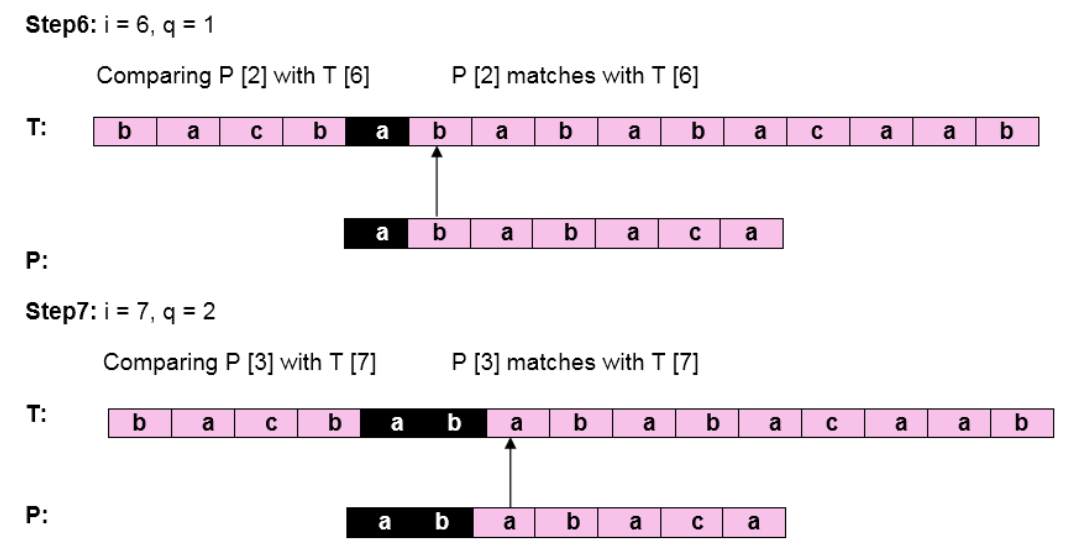 Step6: i = 6, q = 1
Comparing P [2] with T [6] P [2] matches with T [6]
T: b a c b a b a b a b a c a a b
a b a b a c a
P:
Step7: i = 7, q = 2
Comparing P [3] with T [7] P [3] matches with T [7]
T: b a c b a b a b a b a c a a b
P: a b a b a c a